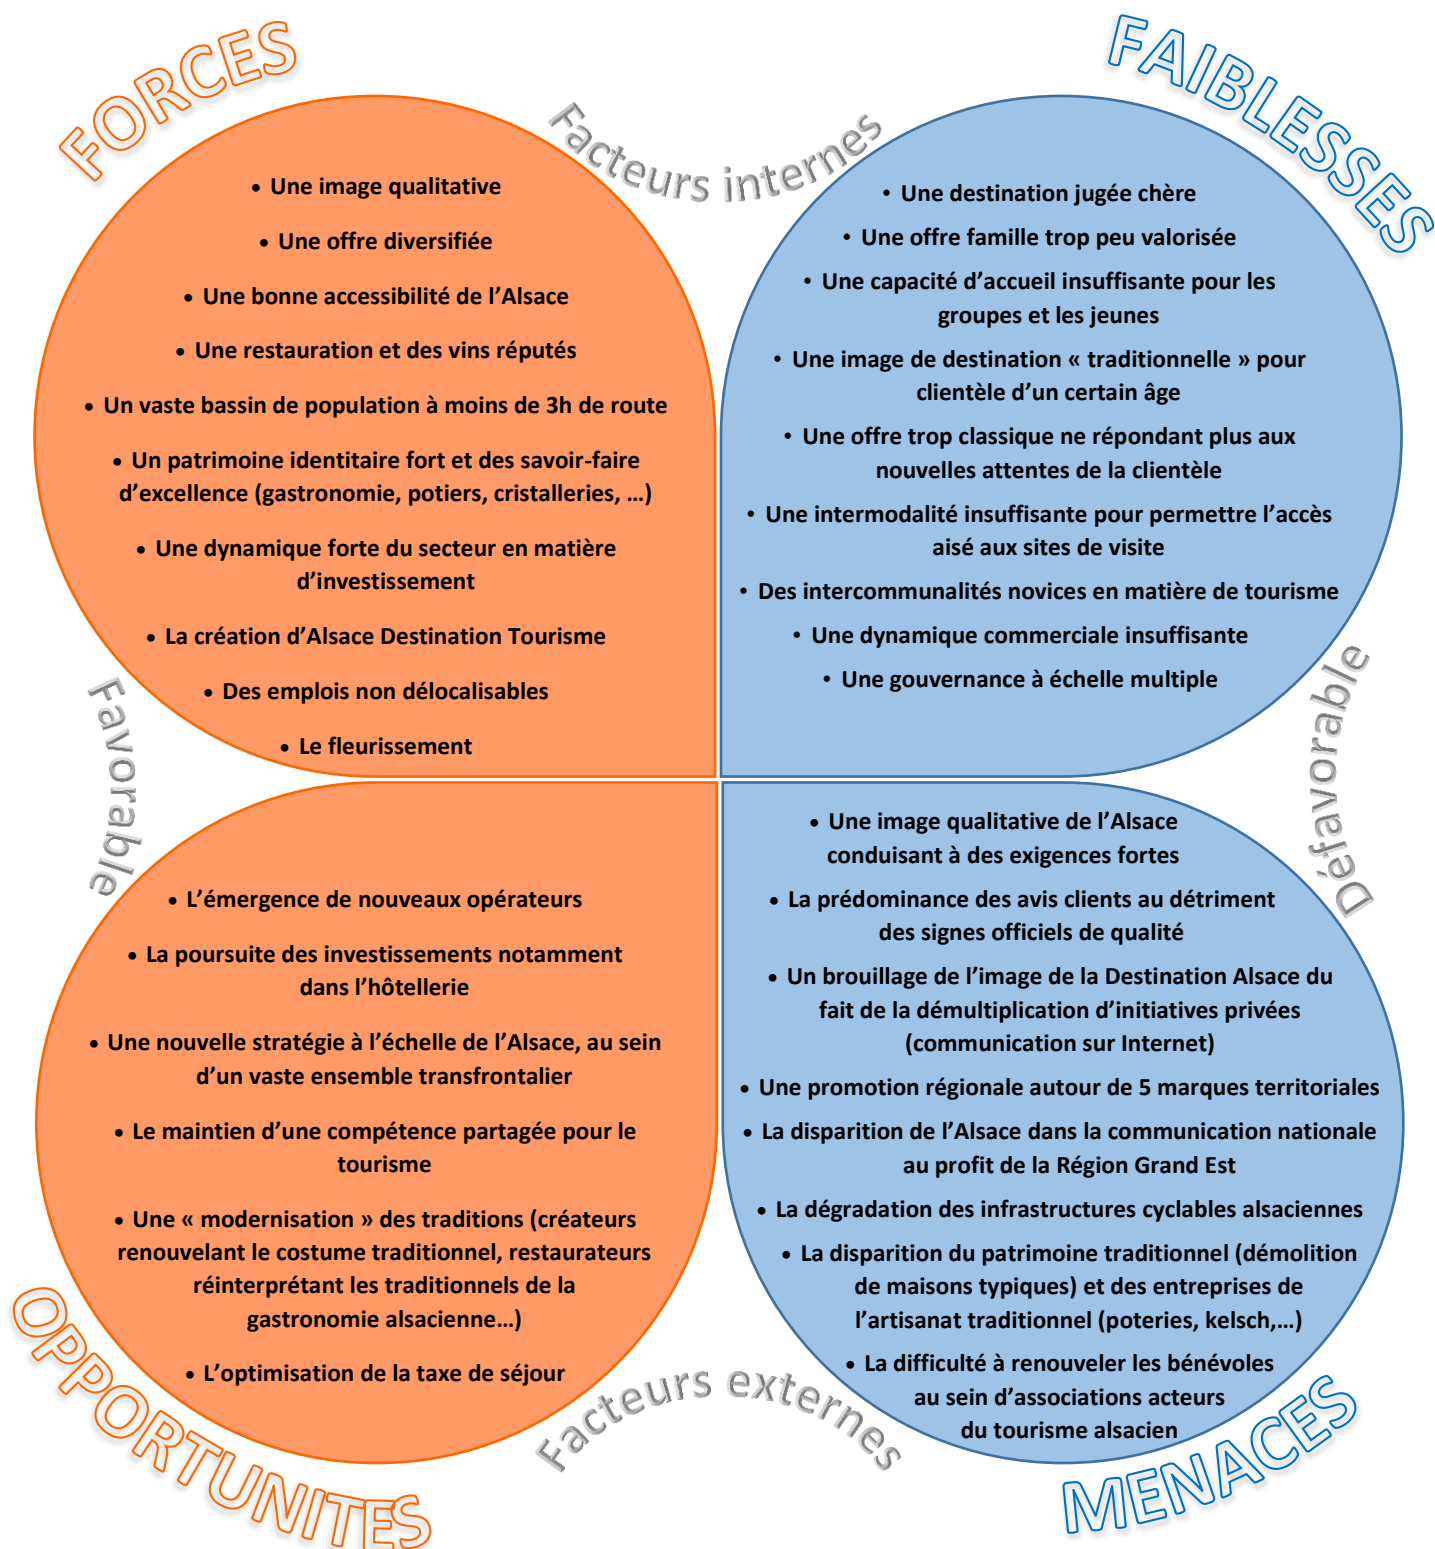 FORCES
FAIBLESSES
Facteurs internes
• Une image qualitative
• Une offre diversifiée
• Une bonne accessibilité de l’Alsace
• Une restauration et des vins réputés
• Un vaste bassin de population à moins de 3h de route
• Un patrimoine identitaire fort et des savoir-faire
d’excellence (gastronomie, potiers, cristalleries, …)
• Une dynamique forte du secteur en matière
d’investissement
• La création d’Alsace Destination Tourisme
• Des emplois non délocalisables
• Le fleurissement
• Une destination jugée chère
• Une offre famille trop peu valorisée
• Une capacité d’accueil insuffisante pour les
groupes et les jeunes
• Une image de destination « traditionnelle » pour
clientèle d’un certain âge
• Une offre trop classique ne répondant plus aux
nouvelles attentes de la clientèle
• Une intermodalité insuffisante pour permettre l’accès
aisé aux sites de visite
• Des intercommunalités novices en matière de tourisme
• Une dynamique commerciale insuffisante
• Une gouvernance à échelle multiple
Favorable
Défavorable
• L’émergence de nouveaux opérateurs
• La poursuite des investissements notamment
dans l’hôtellerie
• Une nouvelle stratégie à l’échelle de l’Alsace, au sein
d’un vaste ensemble transfrontalier
• Le maintien d’une compétence partagée pour le
tourisme
• Une « modernisation » des traditions (créateurs
renouvelant le costume traditionnel, restaurateurs
réinterprétant les traditionnels de la
gastronomie alsacienne…)
• L’optimisation de la taxe de séjour
• Une image qualitative de l’Alsace
conduisant à des exigences fortes
• La prédominance des avis clients au détriment
des signes officiels de qualité
• Un brouillage de l’image de la Destination Alsace du
fait de la démultiplication d’initiatives privées
(communication sur Internet)
• Une promotion régionale autour de 5 marques territoriales
• La disparition de l’Alsace dans la communication nationale
au profit de la Région Grand Est
• La dégradation des infrastructures cyclables alsaciennes
• La disparition du patrimoine traditionnel (démolition
de maisons typiques) et des entreprises de
l’artisanat traditionnel (poteries, kelsch,…)
• La difficulté à renouveler les bénévoles
au sein d’associations acteurs
du tourisme alsacien
Facteurs externes
OPPORTUNITES
MENACES